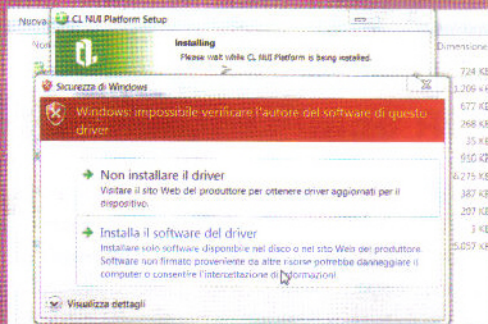 Nuova
CL NUI Platform Setup
Installing
Please wait while CL NUI Platform is being installed.
Nom
Dimensione
724 KB
3.206 KB
677 KB
268 KB
35 KB
910 KB
6.275 KB
387 KB
207 KB
3 KB
25.057 KB
Sicurezza di Windows
Windows: impossibile verificare l'autore del software di questo
driver
Non installare il driver
Visitare il sito Web del produttore per ottenere driver aggiornati per il
dispositivo.
Installa il software del driver
Installare solo software disponibile nel disco o nel sito Web del produttore.
Software non firmato proveniente da altre risorse potrebbe danneggiare il
computer o consentire l'intercettazione di informazioni.
Visualizza dettagli